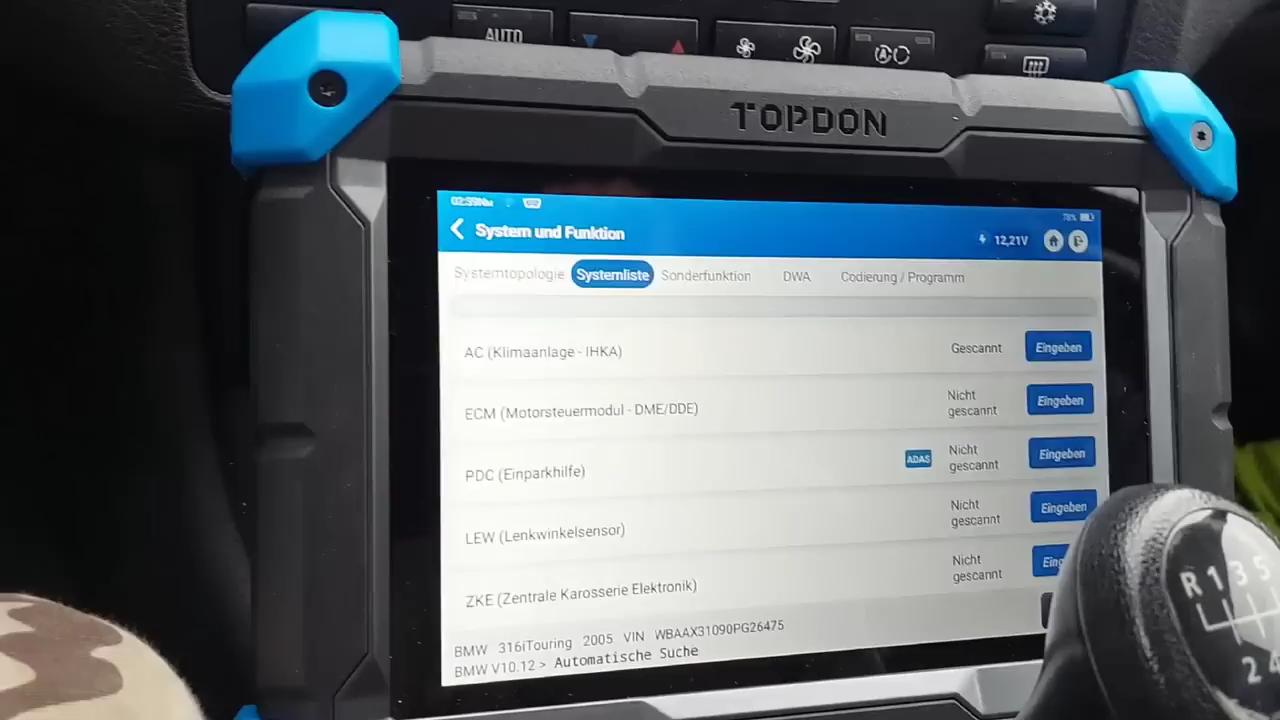 AUTO
TOPDON
78%
System und Funktion
12,21V
Systemtopologie Systemliste Sonderfunktion DWA Codierung / Programm
AC (Klimaanlage - IHKA) Gescannt Eingeben
ECM (Motorsteuermodul - DME/DDE) Nicht gescannt Eingeben
PDC (Einparkhilfe) ADAS Nicht gescannt Eingeben
LEW (Lenkwinkelsensor) Nicht gescannt Eingeben
ZKE (Zentrale Karosserie Elektronik) Nicht gescannt
BMW 316iTouring 2005 VIN WBAAX31090PG26475
BMW V10.12 > Automatische Suche
R 1 3 5
2 4